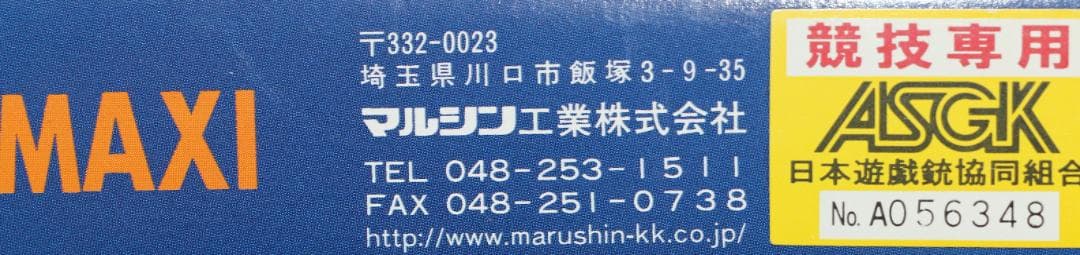 MAXI
〒332-0023
埼玉県川口市飯塚3-9-35
マルシン工業株式会社
TEL 048-253-1511
FAX 048-251-0738
http://www.marushin-kk.co.jp/
競技専用
ASGK
日本遊戯銃協同組合
No. A056348